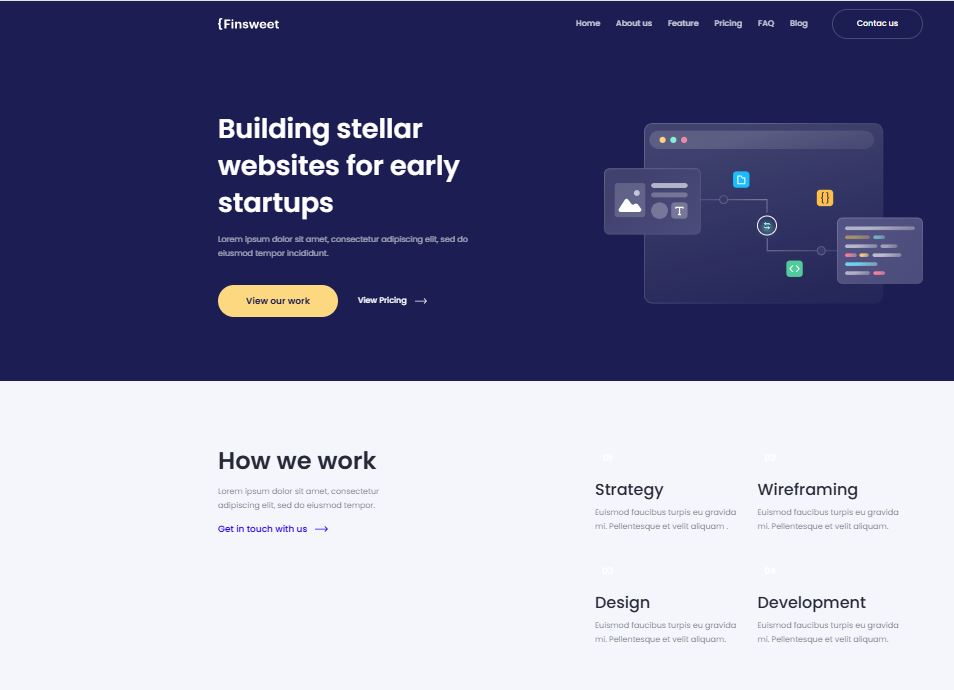 {Finsweet
Home About us Feature Pricing FAQ Blog Contac us
Building stellar
websites for early
startups
Lorem ipsum dolor sit amet, consectetur adipiscing elit, sed do
eiusmod tempor incididunt.
View our work View Pricing
T
{}
<>
How we work
Lorem ipsum dolor sit amet, consectetur
adipiscing elit, sed do eiusmod tempor.
Get in touch with us
01
Strategy
Euismod faucibus turpis eu gravida
mi. Pellentesque et velit aliquam .
02
Wireframing
Euismod faucibus turpis eu gravida
mi. Pellentesque et velit aliquam.
03
Design
Euismod faucibus turpis eu gravida
mi. Pellentesque et velit aliquam.
04
Development
Euismod faucibus turpis eu gravida
mi. Pellentesque et velit aliquam.